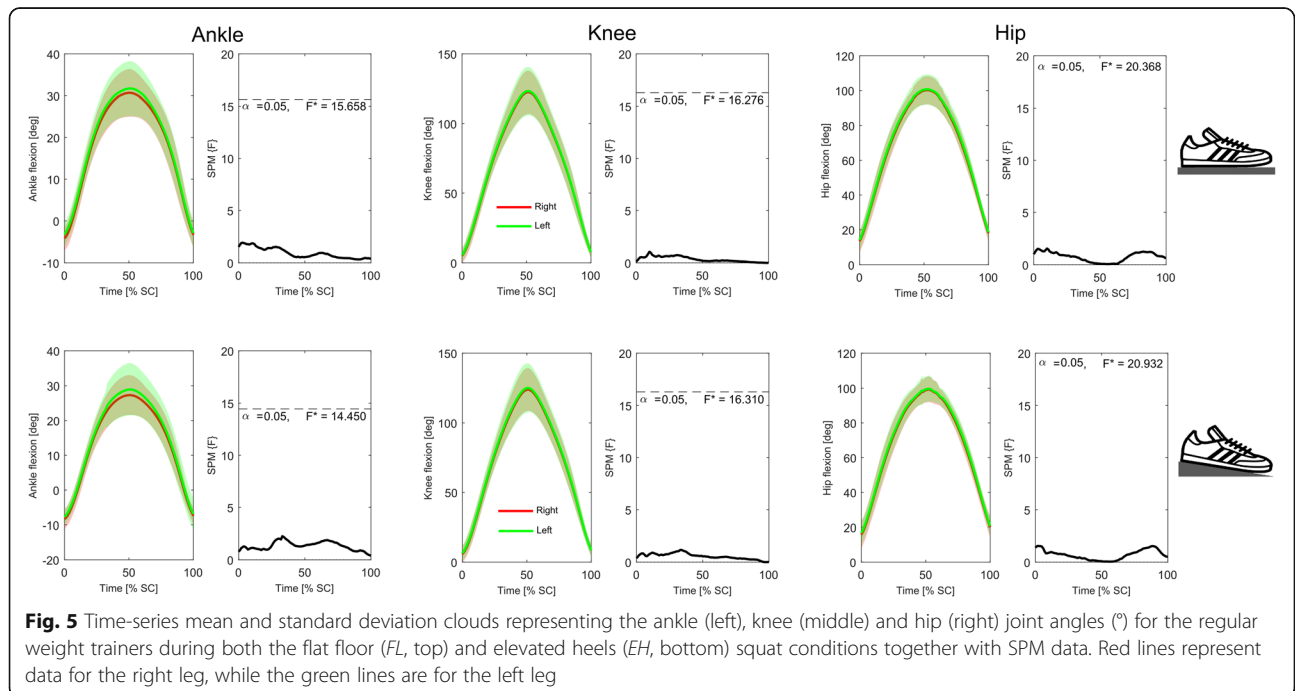 Ankle
Knee
Hip
40
30
20
10
0
-10
Ankle flexion [deg]
0 50 100
Time [% SC]
20
15
10
5
0
SPM {F}
α =0.05, F* = 15.658
0 50 100
Time [% SC]
150
100
50
0
Knee flexion [deg]
Right
Left
0 50 100
Time [% SC]
20
15
10
5
0
SPM {F}
α =0.05, F* = 16.276
0 50 100
Time [% SC]
120
100
80
60
40
20
0
Hip flexion [deg]
0 50 100
Time [% SC]
20
15
10
5
0
SPM {F}
α =0.05, F* = 20.368
0 50 100
Time [% SC]
40
30
20
10
0
-10
-20
Ankle flexion [deg]
0 50 100
Time [% SC]
20
15
10
5
0
SPM {F}
α =0.05, F* = 14.450
0 50 100
Time [% SC]
150
100
50
0
Knee flexion [deg]
Right
Left
0 50 100
Time [% SC]
20
15
10
5
0
SPM {F}
α =0.05, F* = 16.310
0 50 100
Time [% SC]
120
100
80
60
40
20
0
Hip flexion [deg]
0 50 100
Time [% SC]
20
15
10
5
0
SPM {F}
α =0.05, F* = 20.932
0 50 100
Time [% SC]
Fig. 5 Time-series mean and standard deviation clouds representing the ankle (left), knee (middle) and hip (right) joint angles (°) for the regular
weight trainers during both the flat floor (FL, top) and elevated heels (EH, bottom) squat conditions together with SPM data. Red lines represent
data for the right leg, while the green lines are for the left leg